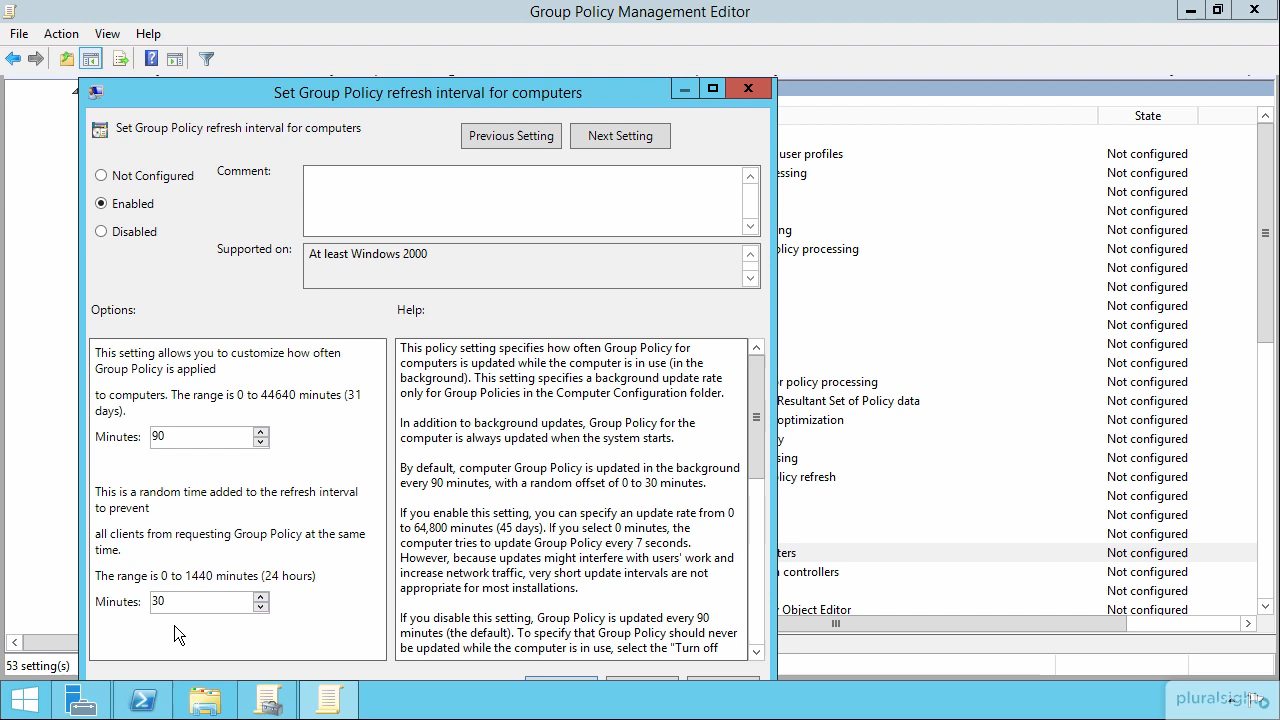 Group Policy Management Editor
File Action View Help
Set Group Policy refresh interval for computers
Set Group Policy refresh interval for computers
Previous Setting
Next Setting
Not Configured
Enabled
Disabled
Comment:
Supported on:
At least Windows 2000
Options:
Help:
This setting allows you to customize how often
Group Policy is applied
to computers. The range is 0 to 44640 minutes (31
days).
Minutes: 90
This is a random time added to the refresh interval
to prevent
all clients from requesting Group Policy at the same
time.
The range is 0 to 1440 minutes (24 hours)
Minutes: 30
This policy setting specifies how often Group Policy for
computers is updated while the computer is in use (in the
background). This setting specifies a background update rate
only for Group Policies in the Computer Configuration folder.
In addition to background updates, Group Policy for the
computer is always updated when the system starts.
By default, computer Group Policy is updated in the background
every 90 minutes, with a random offset of 0 to 30 minutes.
If you enable this setting, you can specify an update rate from 0
to 64,800 minutes (45 days). If you select 0 minutes, the
computer tries to update Group Policy every 7 seconds.
However, because updates might interfere with users' work and
increase network traffic, very short update intervals are not
appropriate for most installations.
If you disable this setting, Group Policy is updated every 90
minutes (the default). To specify that Group Policy should never
be updated while the computer is in use, select the "Turn off
State
user profiles Not configured
Not configured
Not configured
Not configured
Not configured
policy processing Not configured
Not configured
Not configured
Not configured
Not configured
Not configured
Not configured
policy processing Not configured
Resultant Set of Policy data Not configured
optimization Not configured
Not configured
Not configured
refresh Not configured
Not configured
Not configured
Not configured
Not configured
controllers Not configured
Not configured
Object Editor Not configured
53 setting(s)
pluralsight